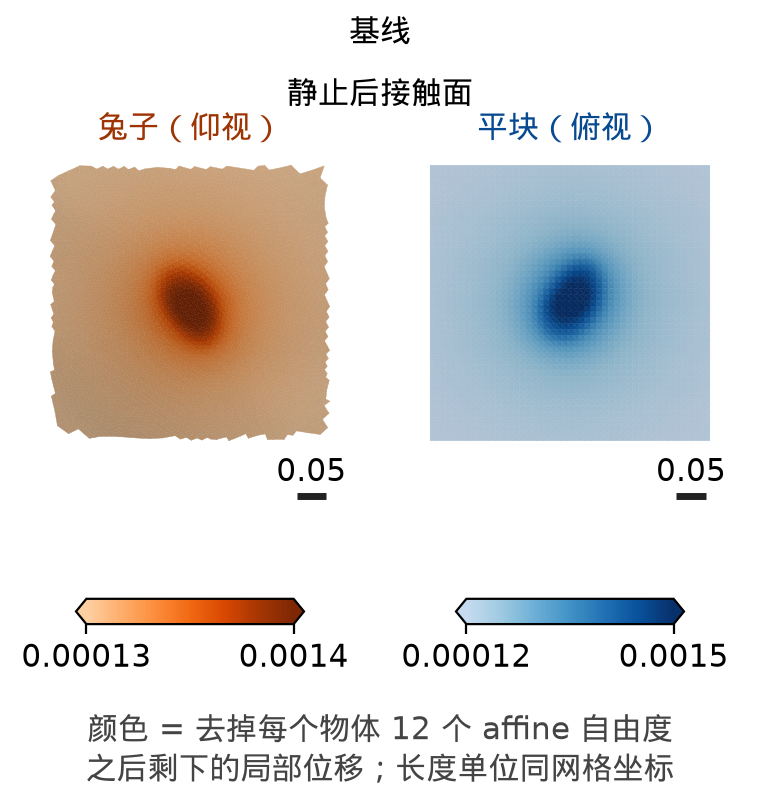 基线
静止后接触面
兔子（仰视）
平块（俯视）
0.05
0.05
0.00013
0.0014
0.00012
0.0015
颜色 = 去掉每个物体 12 个 affine 自由度
之后剩下的局部位移；长度单位同网格坐标